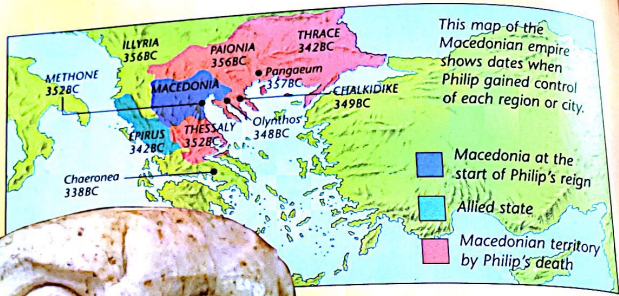 This map of the
Macedonian empire
shows dates when
Philip gained control
of each region or city.
ILLYRIA
356BC
PAIONIA
356BC
THRACE
342BC
METHONE
352BC
MACEDONIA
Pangaeum
357BC
CHALKIDIKE
349BC
Olynthos
348BC
EPIRUS
342BC
THESSALY
352BC
Chaeronea
338BC
Macedonia at the
start of Philip's reign
Allied state
Macedonian territory
by Philip's death